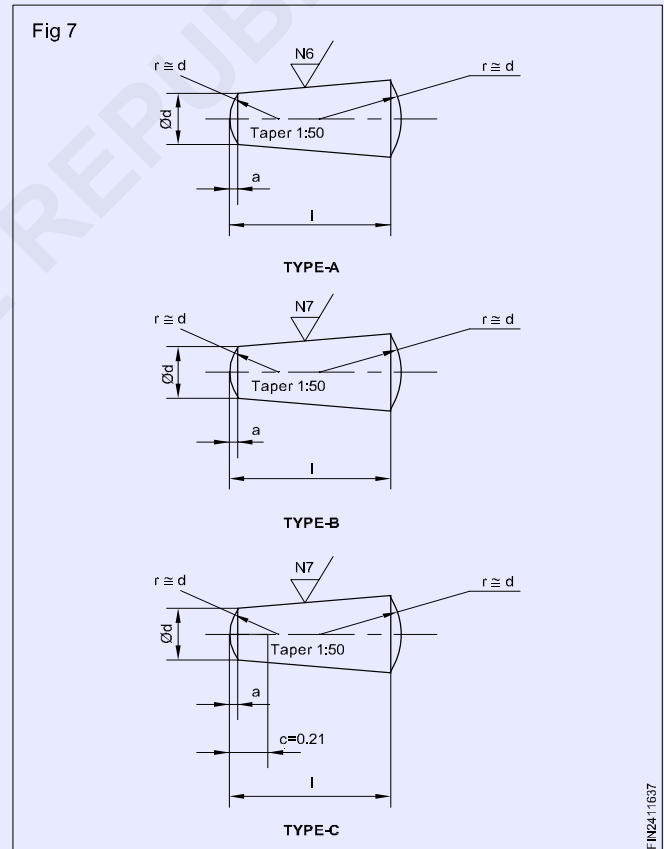 Fig 7
N6
r ≅ d r ≅ d
Ød
Taper 1:50
a
l
TYPE-A
N7
r ≅ d r ≅ d
Ød
Taper 1:50
a
l
TYPE-B
N7
r ≅ d r ≅ d
Ød
Taper 1:50
a
c=0.21
l
TYPE-C
FIN2411637
REPUB